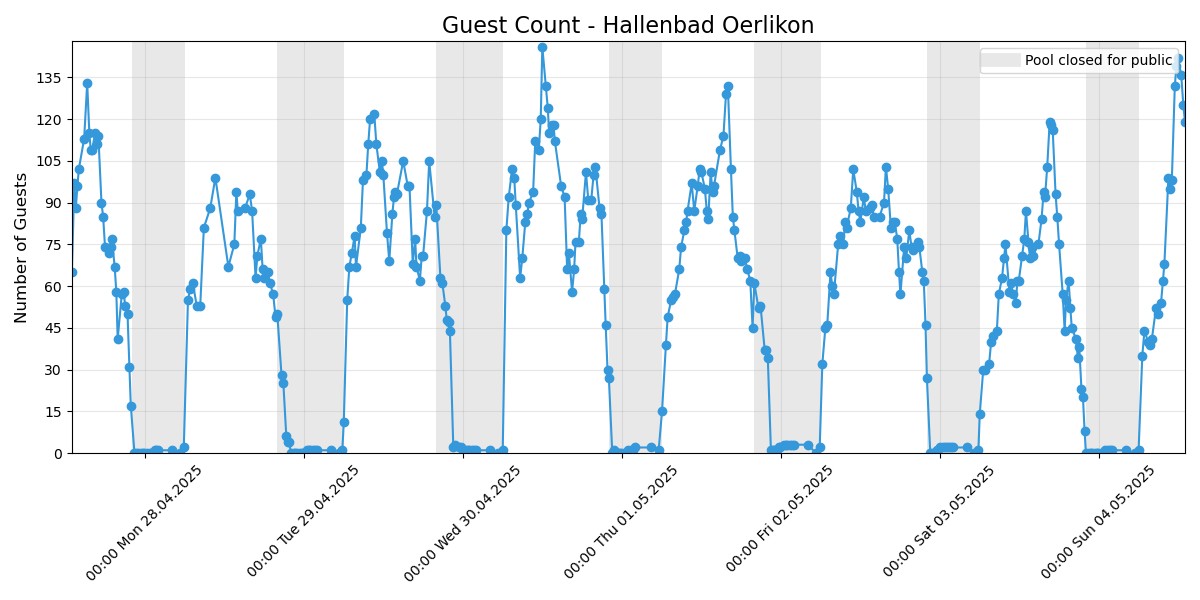 Guest Count - Hallenbad Oerlikon
Pool closed for public
Number of Guests
135
120
105
90
75
60
45
30
15
0
00:00 Mon 28.04.2025
00:00 Tue 29.04.2025
00:00 Wed 30.04.2025
00:00 Thu 01.05.2025
00:00 Fri 02.05.2025
00:00 Sat 03.05.2025
00:00 Sun 04.05.2025